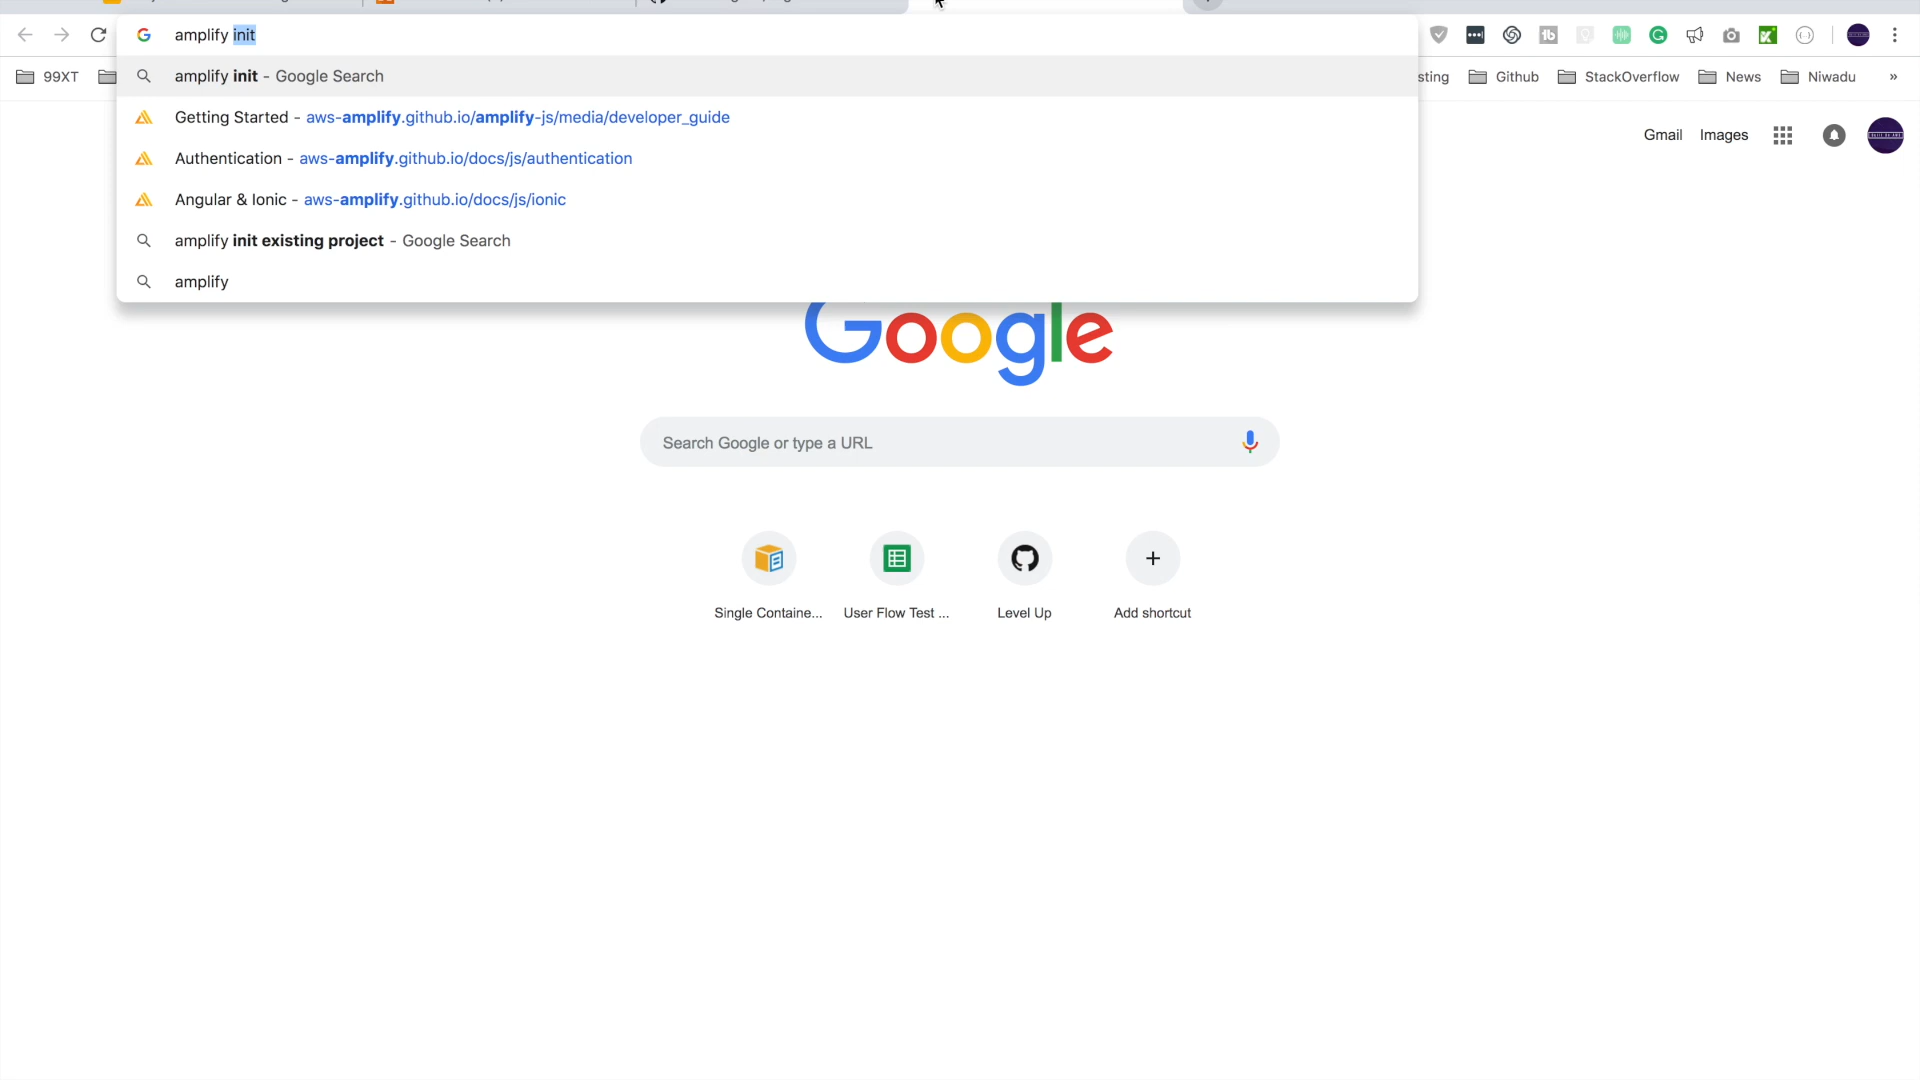 amplify init
amplify init - Google Search
Getting Started - aws-amplify.github.io/amplify-js/media/developer_guide
Authentication - aws-amplify.github.io/docs/js/authentication
Angular & Ionic - aws-amplify.github.io/docs/js/ionic
amplify init existing project - Google Search
amplify
99XT
sting
Github
StackOverflow
News
Niwadu
»
Gmail
Images
Google
Search Google or type a URL
Single Containe...
User Flow Test ...
Level Up
Add shortcut